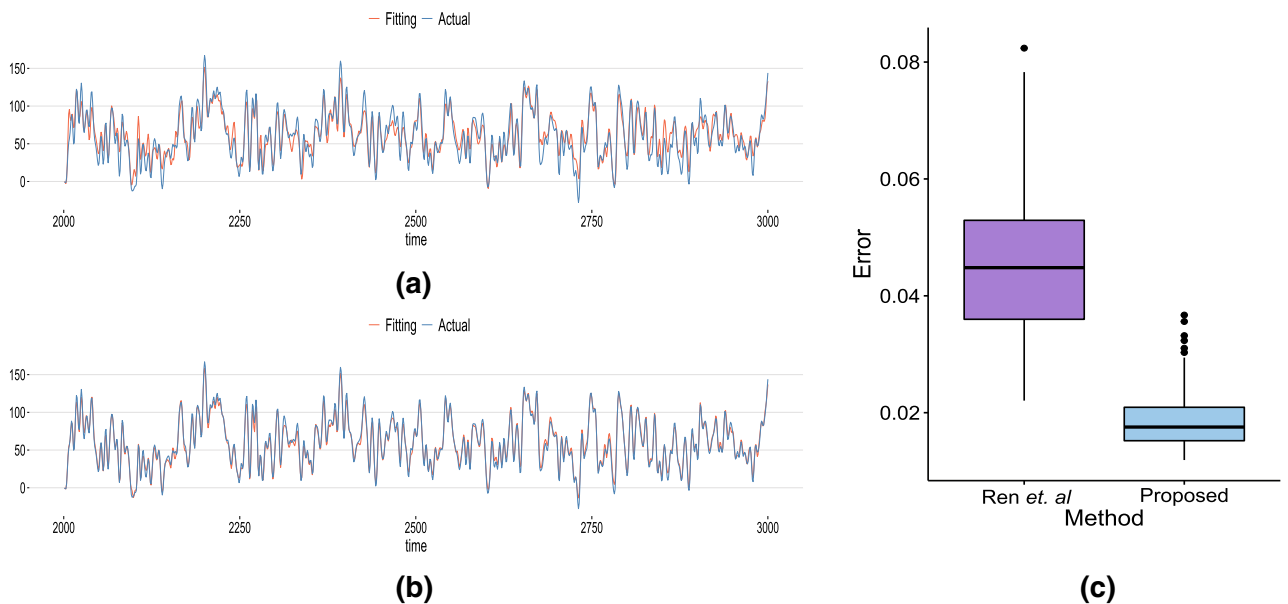 Fitting Actual
150
100
50
0
2000 2250 2500 2750 3000
time
(a)
Fitting Actual
150
100
50
0
2000 2250 2500 2750 3000
time
(b)
0.08
0.06
0.04
0.02
Error
Ren et. al Proposed
Method
(c)